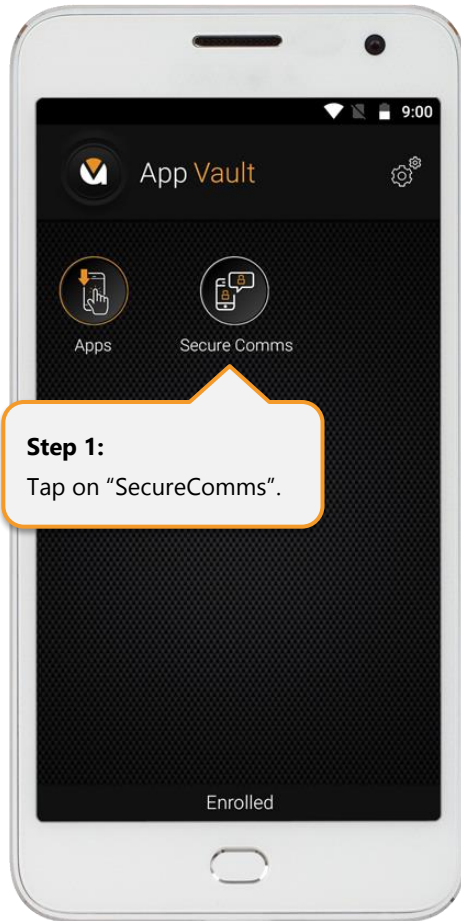 9:00
App Vault
Apps
Secure Comms
Step 1:
Tap on “SecureComms”.
Enrolled